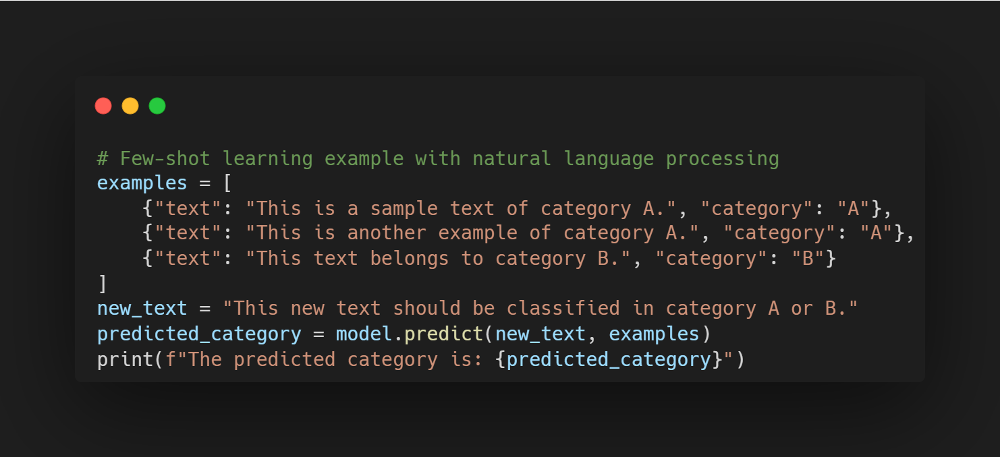 # Few-shot learning example with natural language processing
examples = [
    {"text": "This is a sample text of category A.", "category": "A"},
    {"text": "This is another example of category A.", "category": "A"},
    {"text": "This text belongs to category B.", "category": "B"}
]
new_text = "This new text should be classified in category A or B."
predicted_category = model.predict(new_text, examples)
print(f"The predicted category is: {predicted_category}")